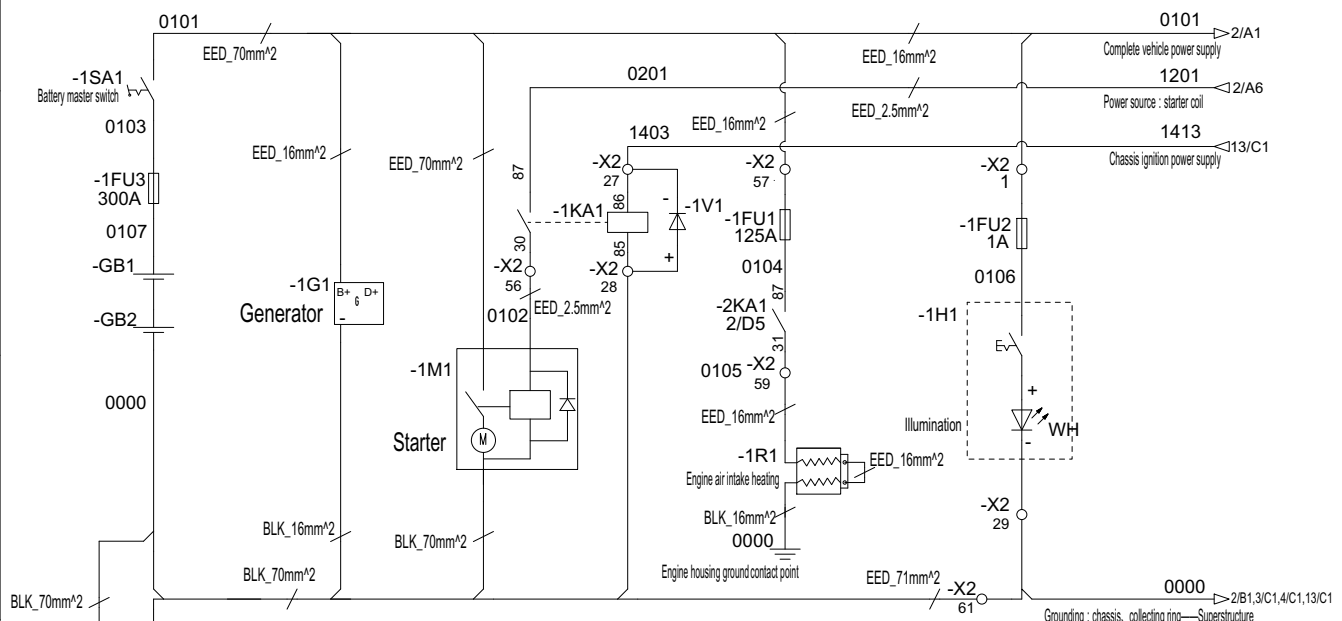 0101
0101
2/A1
EED_70mm^2
EED_16mm^2
Complete vehicle power supply
-1SA1
Battery master switch
0201
1201
2/A6
EED_2.5mm^2
Power source : starter coil
0103
EED_16mm^2
1403
1413
13/C1
EED_16mm^2
EED_70mm^2
Chassis ignition power supply
-X2
27
-X2
57
-X2
1
87
-1FU3
300A
86
-1KA1
-
-1V1
-1FU1
125A
-1FU2
1A
0107
30
85
+
-GB1
-X2
56
-X2
28
0104
0106
-1G1
B+ D+
G
-
Generator
EED_2.5mm^2
0102
87
-2KA1
2/D5
-1H1
-GB2
31
E
-1M1
0105
-X2
59
0000
+
EED_16mm^2
WH
Illumination
-
Starter
M
-1R1
EED_16mm^2
Engine air intake heating
BLK_16mm^2
-X2
29
BLK_16mm^2
BLK_70mm^2
0000
Engine housing ground contact point
BLK_70mm^2
EED_71mm^2
-X2
61
0000
2/B1,3/C1,4/C1,13/C1
BLK_70mm^2
Grounding : chassis, collecting ring——Superstructure